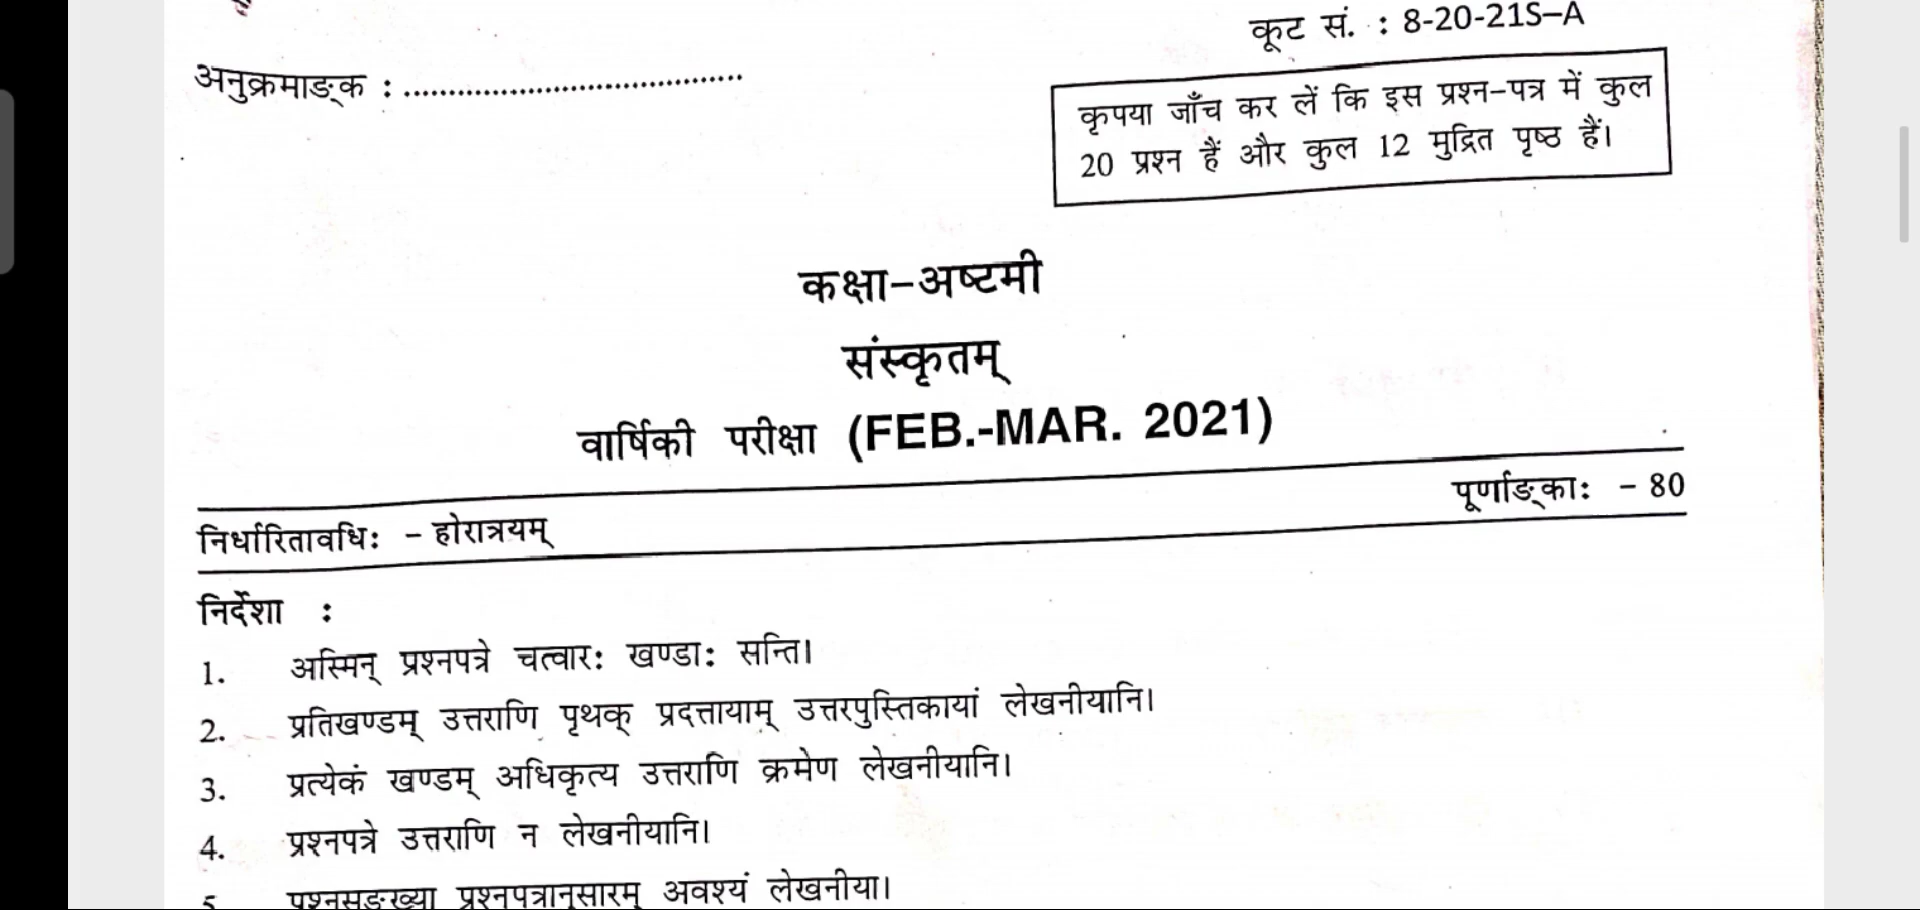 कूट सं. : 8-20-21S–A
अनुक्रमाङ्क : ......................................
कृपया जाँच कर लें कि इस प्रश्न-पत्र में कुल
20 प्रश्न हैं और कुल 12 मुद्रित पृष्ठ हैं।
कक्षा-अष्टमी
संस्कृतम्
वार्षिकी परीक्षा (FEB.-MAR. 2021)
निर्धारितावधिः - होरात्रयम्
पूर्णाङ्काः - 80
निर्देशा :
1. अस्मिन् प्रश्नपत्रे चत्वारः खण्डाः सन्ति।
2. प्रतिखण्डम् उत्तराणि पृथक् प्रदत्तायाम् उत्तरपुस्तिकायां लेखनीयानि।
3. प्रत्येकं खण्डम् अधिकृत्य उत्तराणि क्रमेण लेखनीयानि।
4. प्रश्नपत्रे उत्तराणि न लेखनीयानि।
5. प्रश्नसङ्ख्या प्रश्नपत्रानुसारम् अवश्यं लेखनीया।